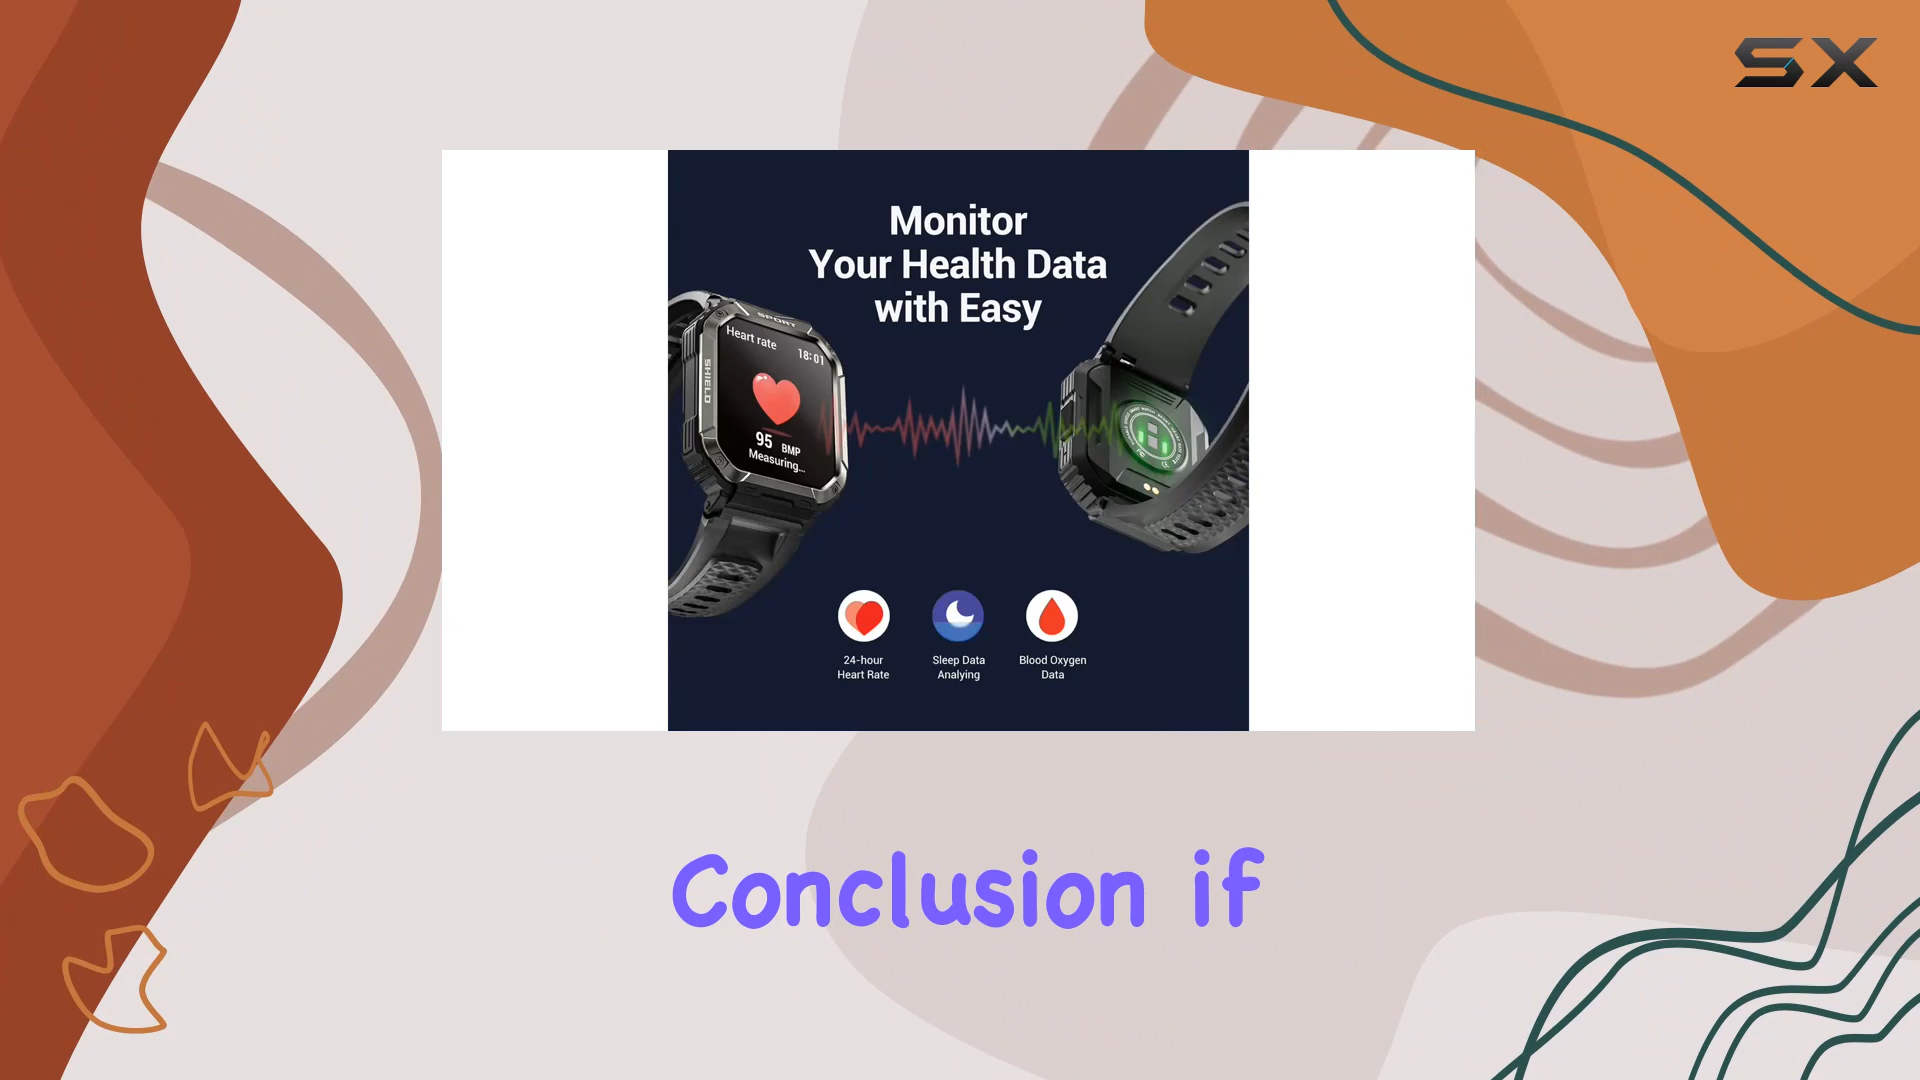 SX
Monitor
Your Health Data
with Easy
SPORT
Heart rate
18:01
SHIELD
95 BMP
Measuring...
24-hour
Heart Rate
Sleep Data
Analying
Blood Oxygen
Data
Conclusion if